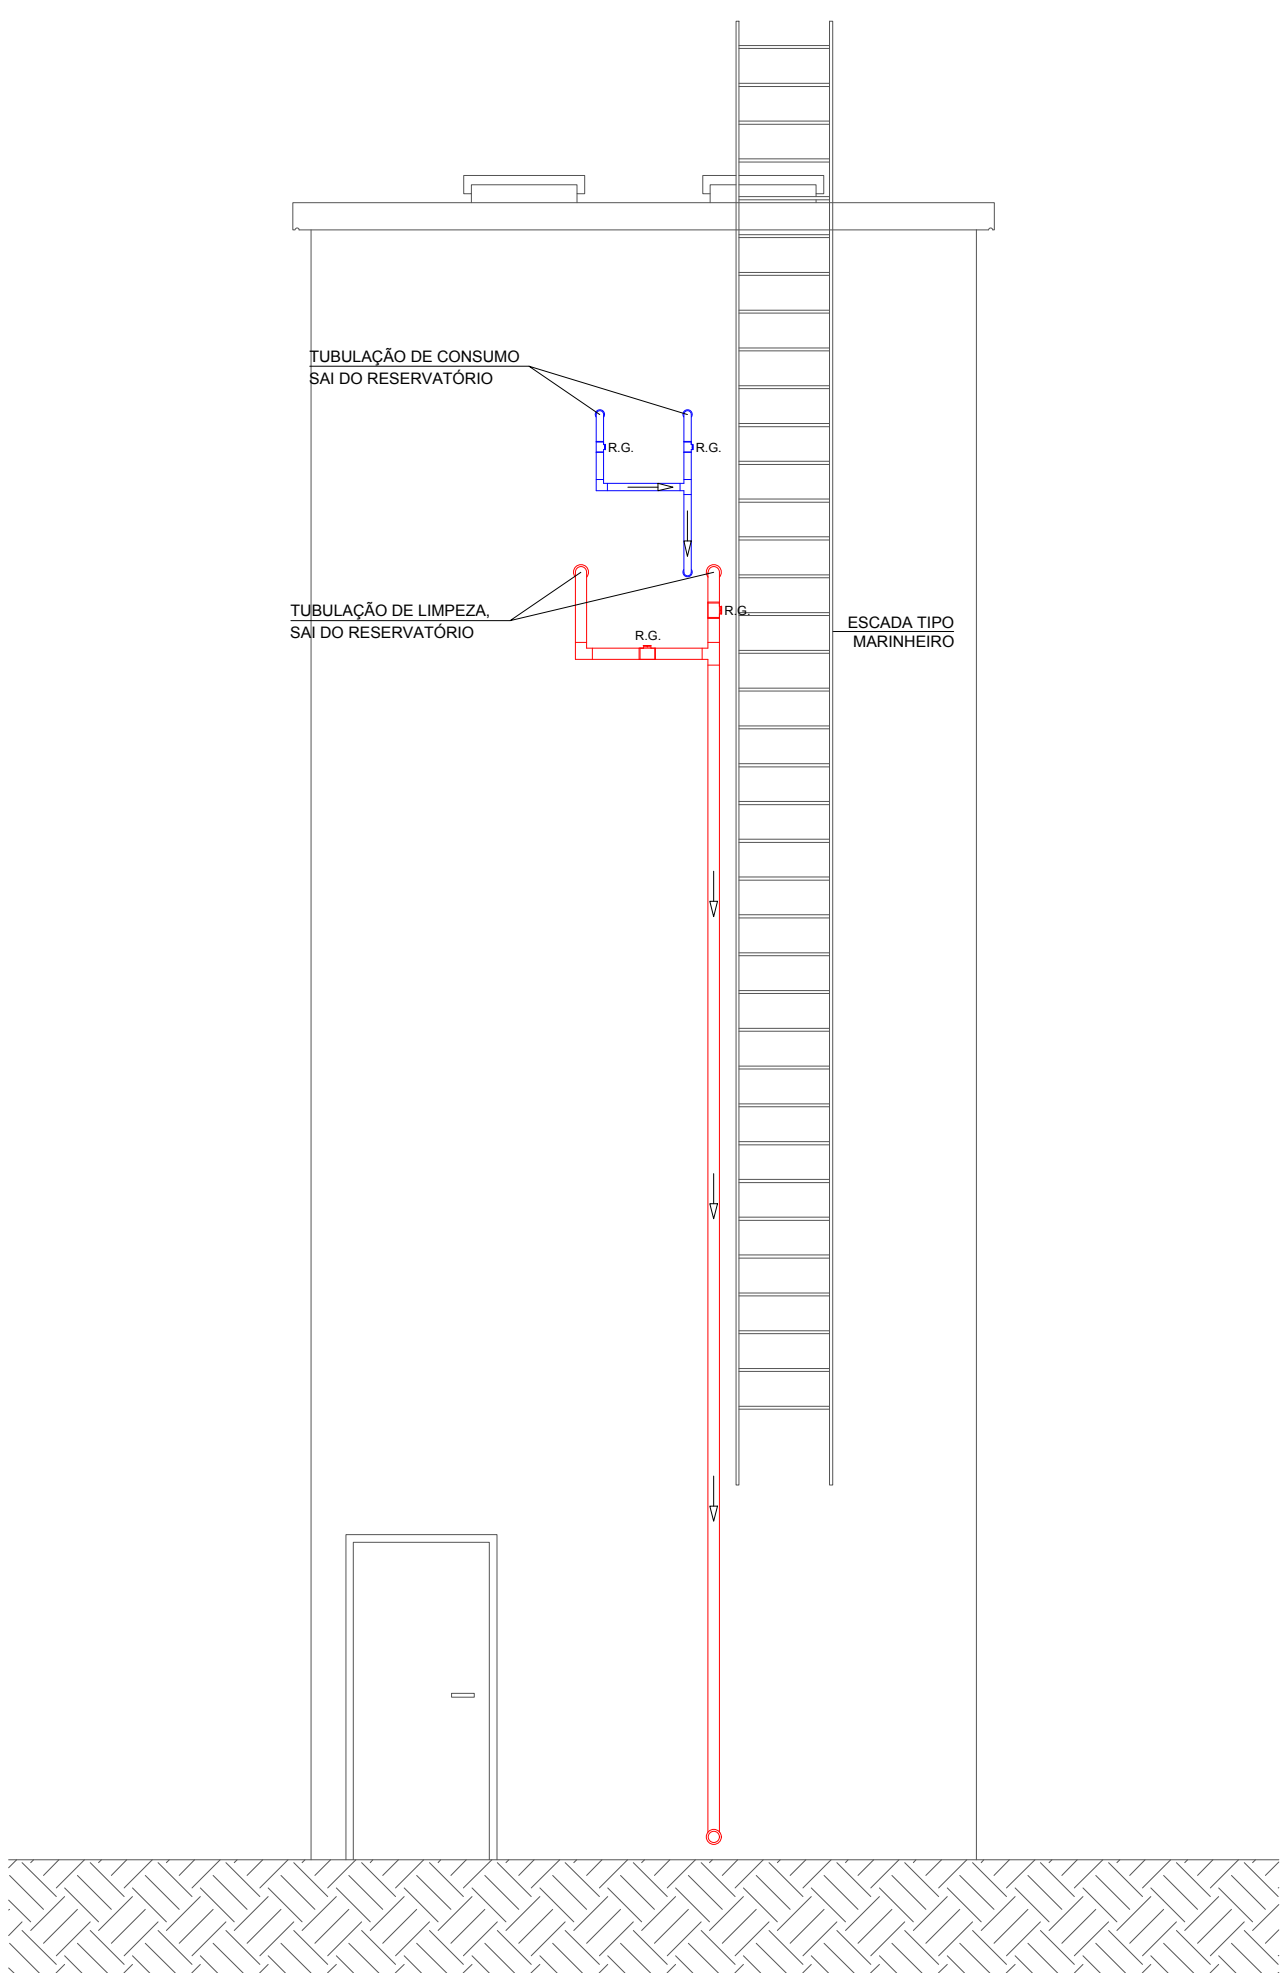 TUBULAÇÃO DE CONSUMO
SAI DO RESERVATÓRIO
R.G.
R.G.
TUBULAÇÃO DE LIMPEZA,
SAI DO RESERVATÓRIO
R.G.
R.G.
ESCADA TIPO
MARINHEIRO